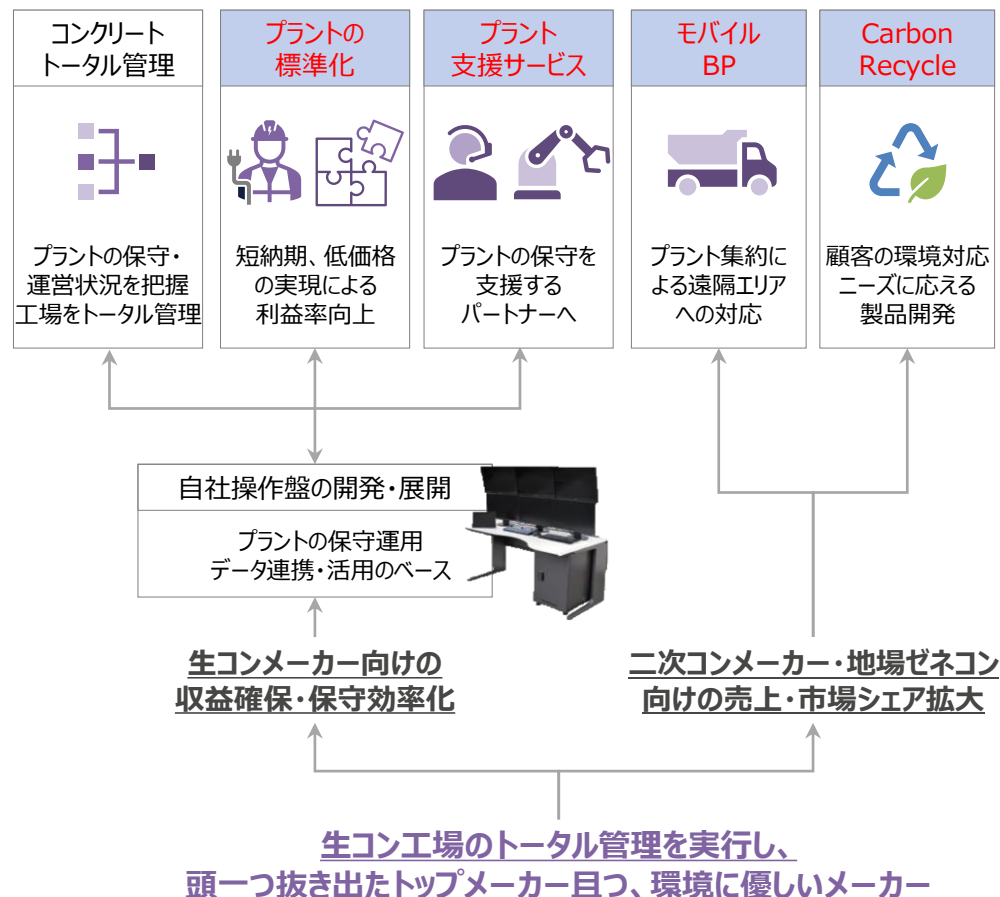 コンクリート
トータル管理
プラントの
標準化
プラント
支援サービス
モバイル
BP
Carbon
Recycle
プラントの保守・
運営状況を把握
工場をトータル管理
短納期、低価格
の実現による
利益率向上
プラントの保守を
支援する
パートナーへ
プラント集約に
よる遠隔エリア
への対応
顧客の環境対応
ニーズに応える
製品開発
自社操作盤の開発・展開
プラントの保守運用
データ連携・活用のベース
生コンメーカー向けの
収益確保・保守効率化
二次コンメーカー・地場ゼネコン
向けの売上・市場シェア拡大
生コン工場のトータル管理を実行し、
頭一つ抜き出たトップメーカー且つ、環境に優しいメーカー